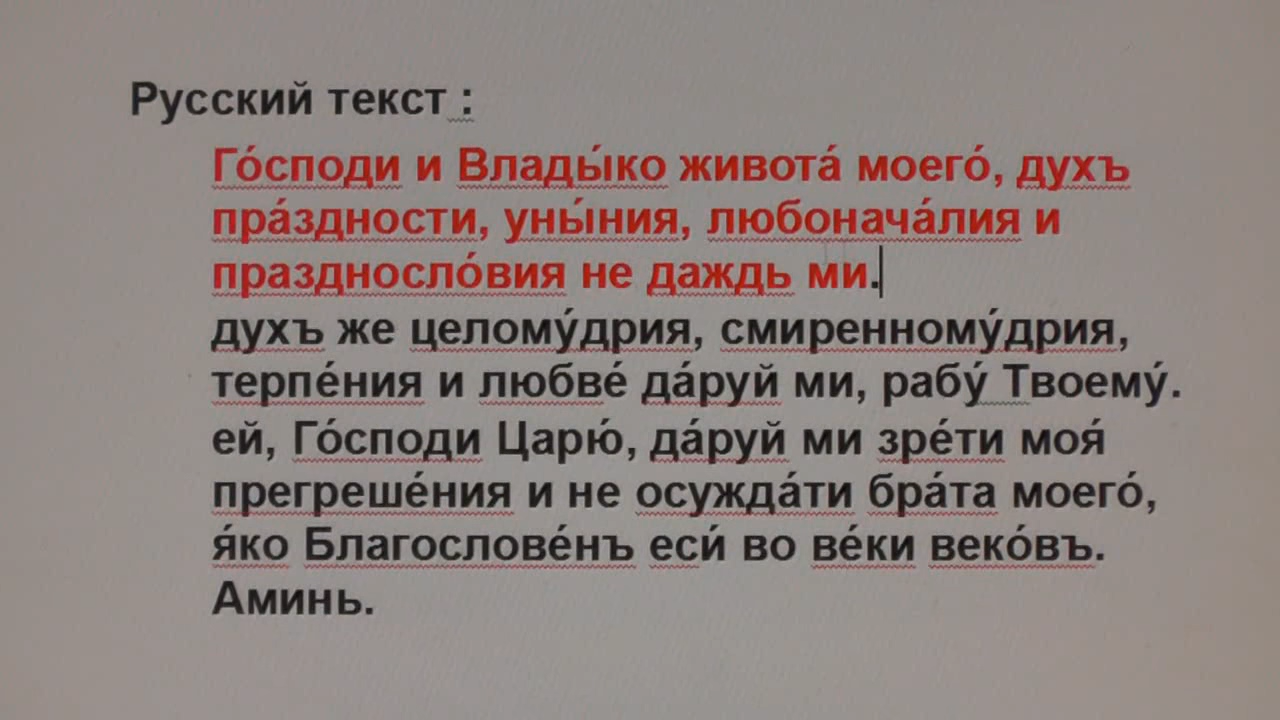 Русский текст :
Го́споди и Влады́ко живота́ моего́, духъ
пра́здности, уны́ния, любонача́лия и
праздносло́вия не даждь ми.
духъ же целому́дрия, смиренному́дрия,
терпе́ния и любве́ да́руй ми, рабу́ Твоему́.
ей, Го́споди Царю́, да́руй ми зре́ти моя́
прегреше́ния и не осужда́ти бра́та моего́,
я́ко Благослове́нъ еси́ во ве́ки веко́въ.
Аминь.